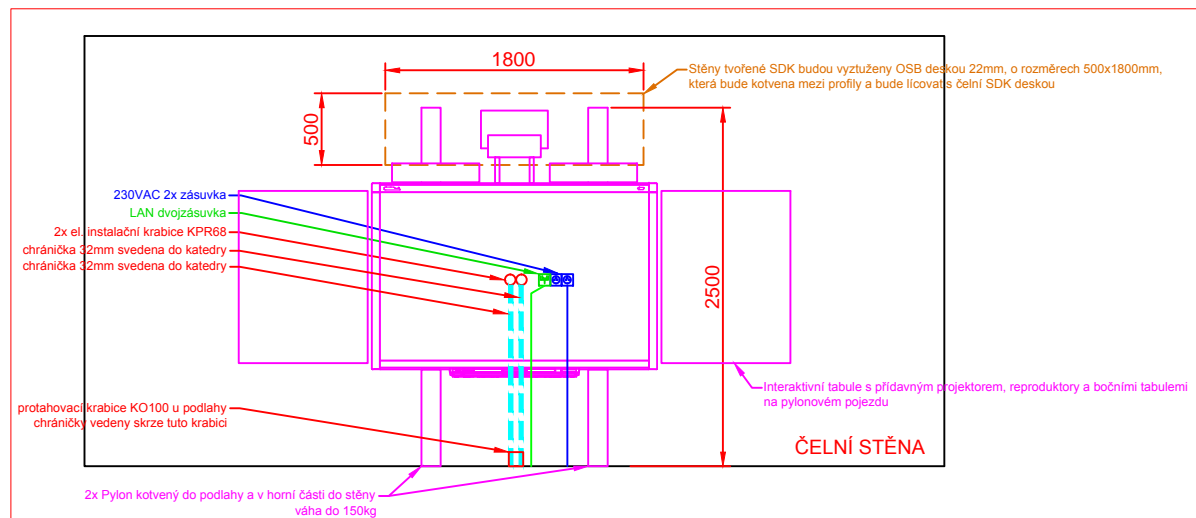 1800
Stěny tvořené SDK budou vyztuženy OSB deskou 22mm, o rozměrech 500x1800mm,
která bude kotvena mezi profily a bude lícovat s čelní SDK deskou
500
230VAC 2x zásuvka
LAN dvojzásuvka
2x el. instalační krabice KPR68
chránička 32mm svedena do katedry
chránička 32mm svedena do katedry
2500
Interaktivní tabule s přídavným projektorem, reproduktory a bočními tabulemi
na pylonovém pojezdu
protahovací krabice KO100 u podlahy
chráničky vedeny skrze tuto krabici
ČELNÍ STĚNA
2x Pylon kotvený do podlahy a v horní části do stěny
váha do 150kg